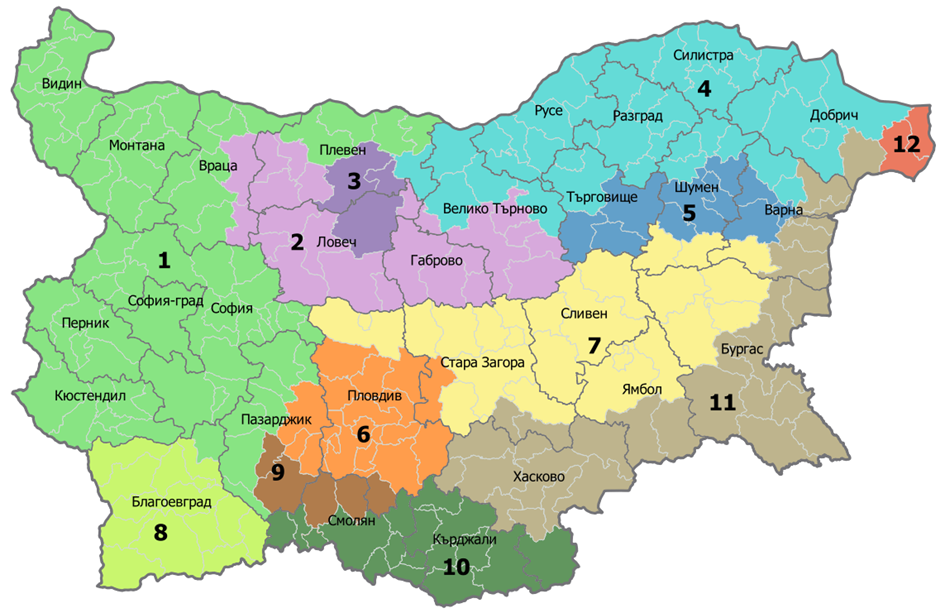 Видин
Силистра
4
Монтана
Русе
Разград
Добрич
Плевен
12
Враца
3
Търговище
Шумен
5
Варна
Велико Търново
2
Ловеч
Габрово
1
София-град
София
Перник
Сливен
7
Бургас
Стара Загора
Кюстендил
Пловдив
Ямбол
11
Пазарджик
6
9
Хасково
Благоевград
8
Смолян
Кърджали
10